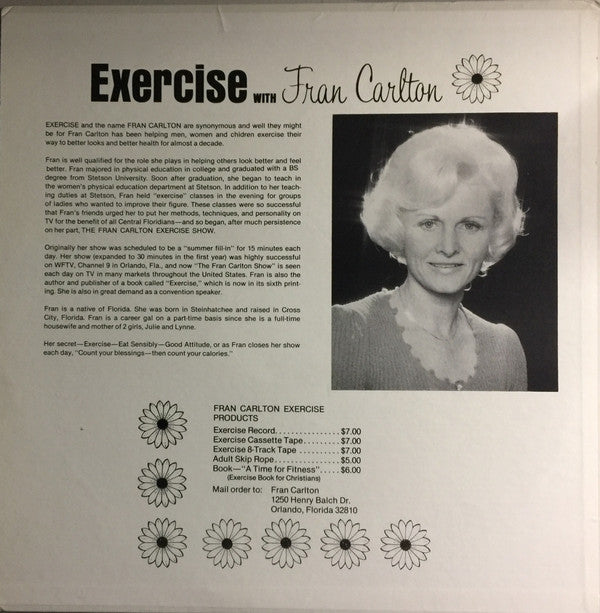 Exercise WITH Fran Carlton
EXERCISE and the name FRAN CARLTON are synonymous and well they might
be for Fran Carlton has been helping men, women and children exercise their
way to better looks and better health for almost a decade.
Fran is well qualified for the role she plays in helping others look better and feel
better. Fran majored in physical education in college and graduated with a BS
degree from Stetson University. Soon after graduation, she began to teach in
the women's physical education department at Stetson. In addition to her teach-
ing duties at Stetson, Fran held "exercise" classes in the evening for groups
of ladies who wanted to improve their figure. These classes were so successful
that Fran's friends urged her to put her methods, techniques, and personality on
TV for the benefit of all Central Floridians—and so began, after much persistence
on her part, THE FRAN CARLTON EXERCISE SHOW.
Originally her show was scheduled to be a "summer fill-in" for 15 minutes each
day. Her show (expanded to 30 minutes in the first year) was highly successful
on WFTV, Channel 9 in Orlando, Fla., and now "The Fran Carlton Show" is seen
each day on TV in many markets throughout the United States. Fran is also the
author and publisher of a book called "Exercise," which is now in its sixth print-
ing. She is also in great demand as a convention speaker.
Fran is a native of Florida. She was born in Steinhatchee and raised in Cross
City, Florida. Fran is a career gal on a part-time basis since she is a full-time
housewife and mother of 2 girls, Julie and Lynne.
Her secret—Exercise—Eat Sensibly—Good Attitude, or as Fran closes her show
each day, "Count your blessings—then count your calories."
FRAN CARLTON EXERCISE
PRODUCTS
Exercise Record................$7.00
Exercise Cassette Tape.........$7.00
Exercise 8-Track Tape ..........$7.00
Adult Skip Rope................$5.00
Book—"A Time for Fitness".....$6.00
(Exercise Book for Christians)
Mail order to: Fran Carlton
1250 Henry Balch Dr.
Orlando, Florida 32810